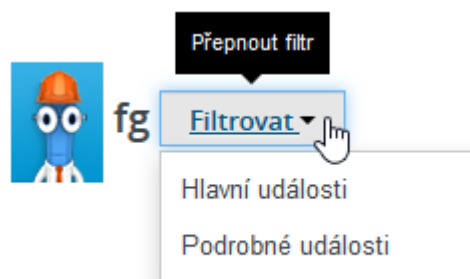 Přepnout filtr
fg Filtrovat
Hlavní události
Podrobné události